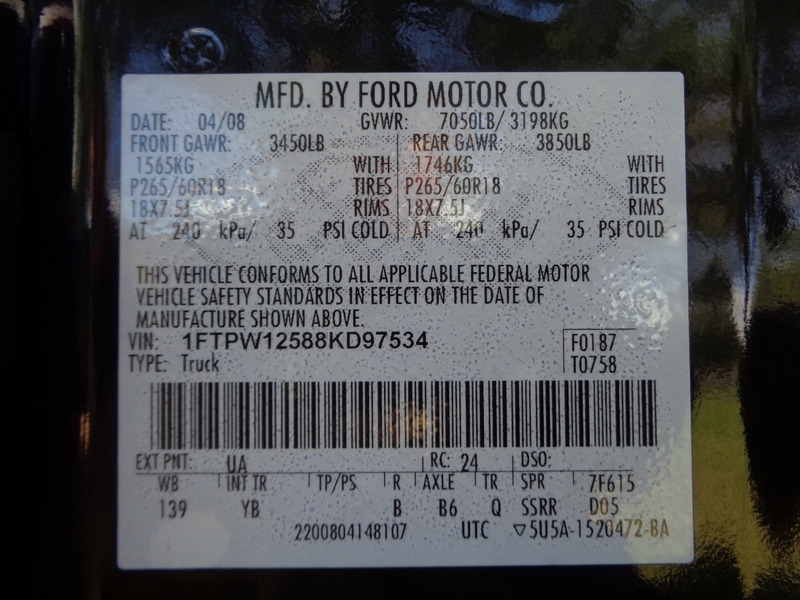 MFD. BY FORD MOTOR CO.
DATE: 04/08 GVWR: 7050LB/ 3198KG
FRONT GAWR: 3450LB REAR GAWR: 3850LB
1565KG WITH 1746KG WITH
P265/60R18 TIRES P265/60R18 TIRES
18X7.5J RIMS 18X7.5J RIMS
AT 240 kPa/ 35 PSI COLD AT 240 kPa/ 35 PSI COLD
THIS VEHICLE CONFORMS TO ALL APPLICABLE FEDERAL MOTOR
VEHICLE SAFETY STANDARDS IN EFFECT ON THE DATE OF
MANUFACTURE SHOWN ABOVE.
VIN: 1FTPW12588KD97534 F0187
TYPE: Truck T0758
EXT PNT: UA RC: 24 DSO:
WB INT TR TP/PS R AXLE TR SPR 7F615
139 YB B B6 Q SSRR D05
2200804148107 UTC ▽5U5A-1520472-BA